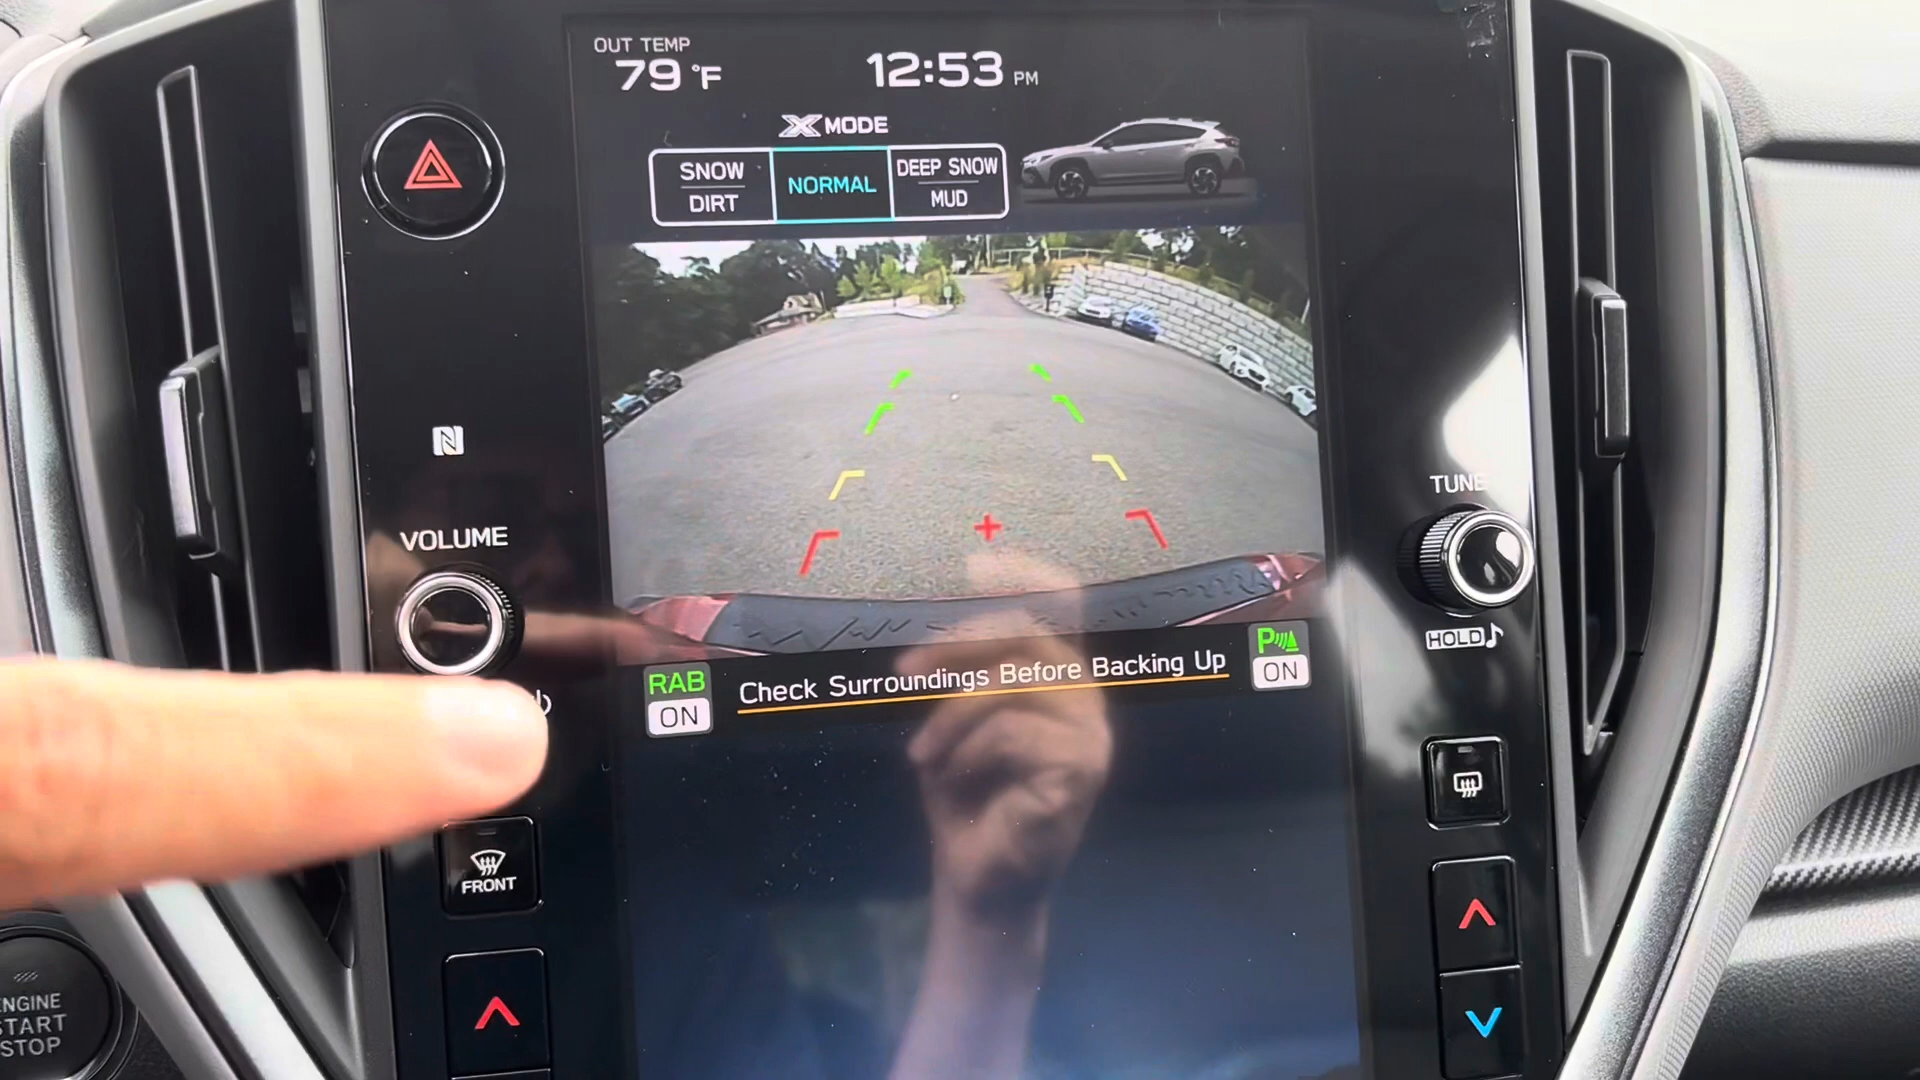 OUT TEMP
79 °F
12:53 PM
X MODE
SNOW
DIRT
NORMAL
DEEP SNOW
MUD
VOLUME
TUNE
HOLD
RAB
ON
Check Surroundings Before Backing Up
P
ON
FRONT
ENGINE
START
STOP